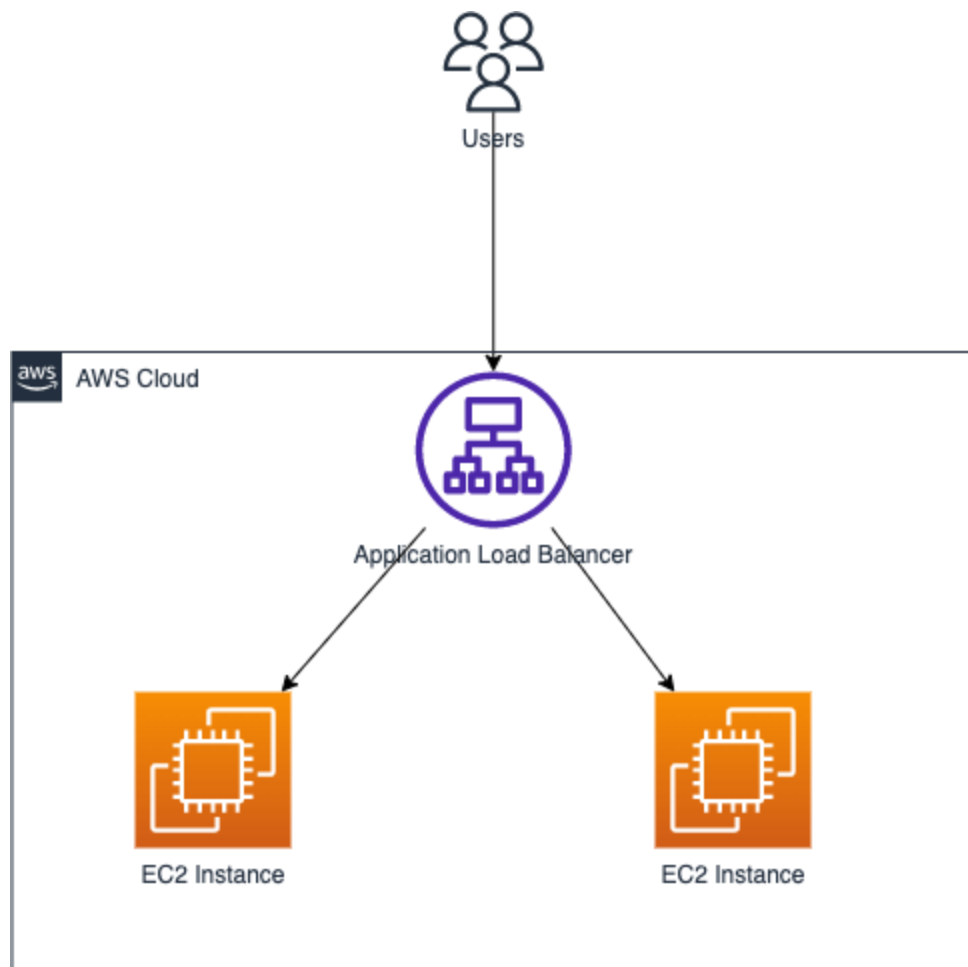 Users
aws
AWS Cloud
Application Load Balancer
EC2 Instance
EC2 Instance